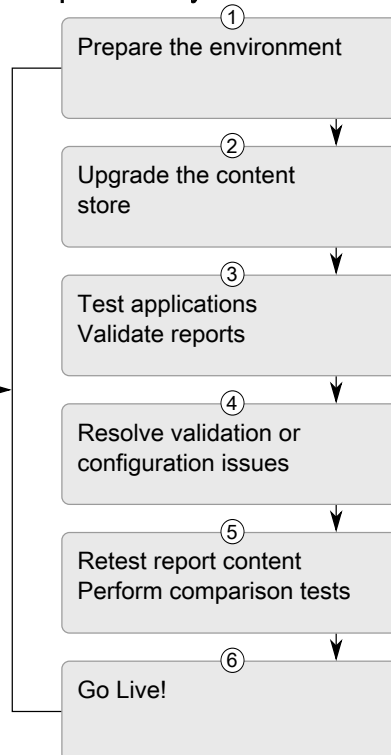 1
Prepare the environment
2
Upgrade the content
store
3
Test applications
Validate reports
4
Resolve validation or
configuration issues
5
Retest report content
Perform comparison tests
6
Go Live!